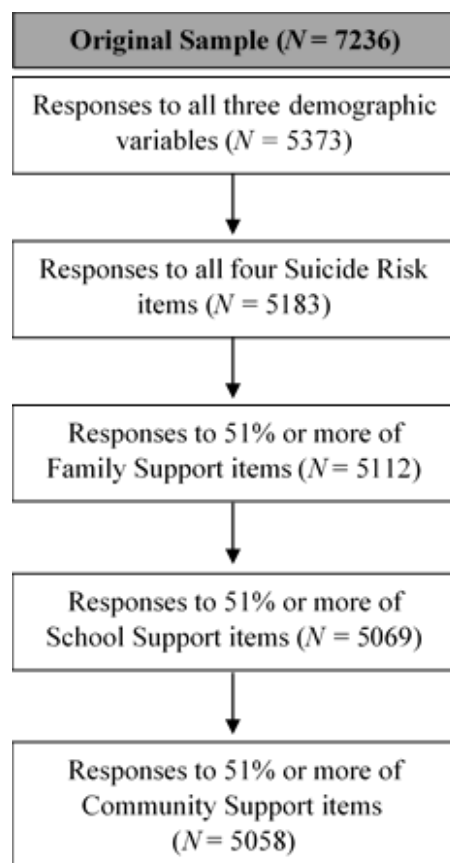 Original Sample (N = 7236)
Responses to all three demographic
variables (N = 5373)
Responses to all four Suicide Risk
items (N = 5183)
Responses to 51% or more of
Family Support items (N = 5112)
Responses to 51% or more of
School Support items (N = 5069)
Responses to 51% or more of
Community Support items
(N = 5058)